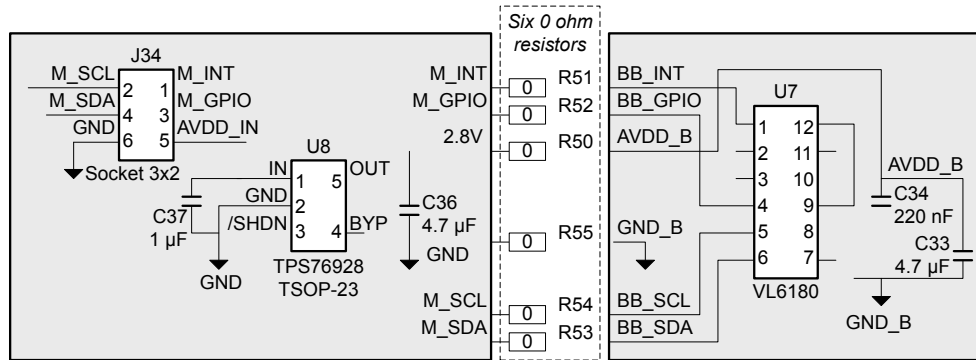 Six 0 ohm
resistors
J34
M_SCL 2 1 M_INT
M_SDA 4 3 M_GPIO
GND 6 5 AVDD_IN
Socket 3x2
U8
IN 1 5 OUT
GND 2
/SHDN 3 4 BYP
TPS76928
TSOP-23
C37
1 µF
GND
C36
4.7 µF
GND
M_INT 0 R51 BB_INT
M_GPIO 0 R52 BB_GPIO
2.8V 0 R50 AVDD_B
0 R55 GND_B
M_SCL 0 R54 BB_SCL
M_SDA 0 R53 BB_SDA
U7
1 12
2 11
3 10
4 9
5 8
6 7
VL6180
AVDD_B
C34
220 nF
C33
4.7 µF
GND_B